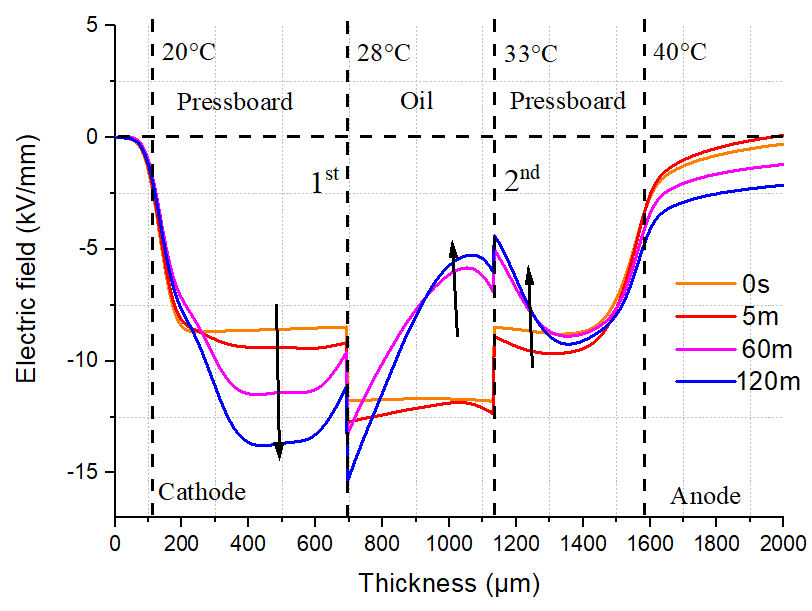 5
20°C 28°C 33°C 40°C
Pressboard Oil Pressboard
0
1st 2nd
-5
0s
5m
-10
60m
120m
-15
Cathode Anode
0 200 400 600 800 1000 1200 1400 1600 1800 2000
Thickness (μm)
Electric field (kV/mm)